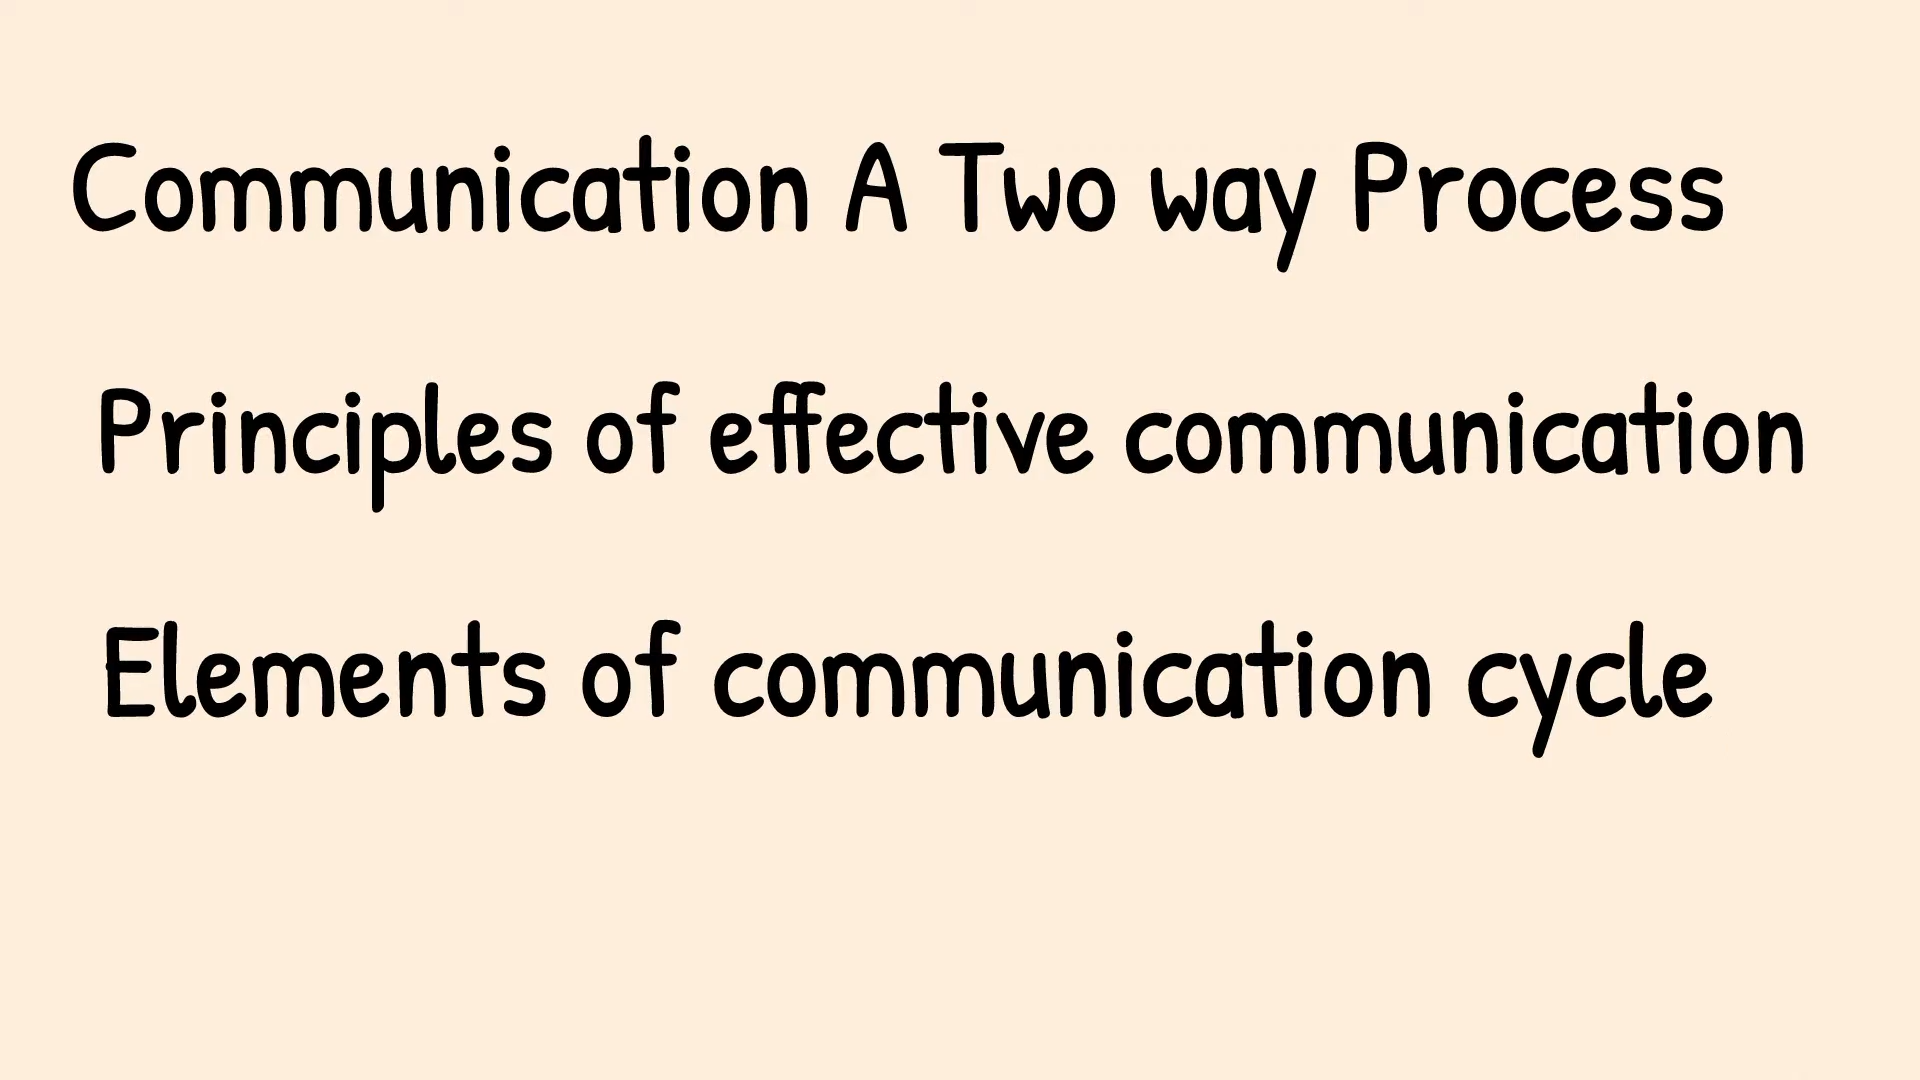 Communication A Two way Process
Principles of effective communication
Elements of communication cycle